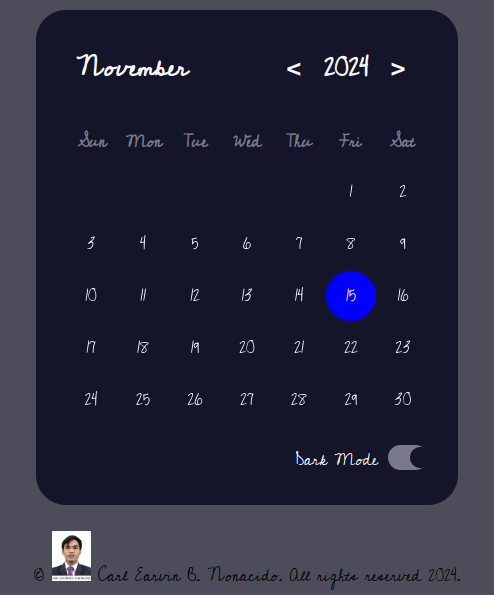 November < 2024 >
Sun Mon Tue Wed Thu Fri Sat
1 2
3 4 5 6 7 8 9
10 11 12 13 14 15 16
17 18 19 20 21 22 23
24 25 26 27 28 29 30
Dark Mode
© Carl Earvin B. Nonacido. All rights reserved 2024.